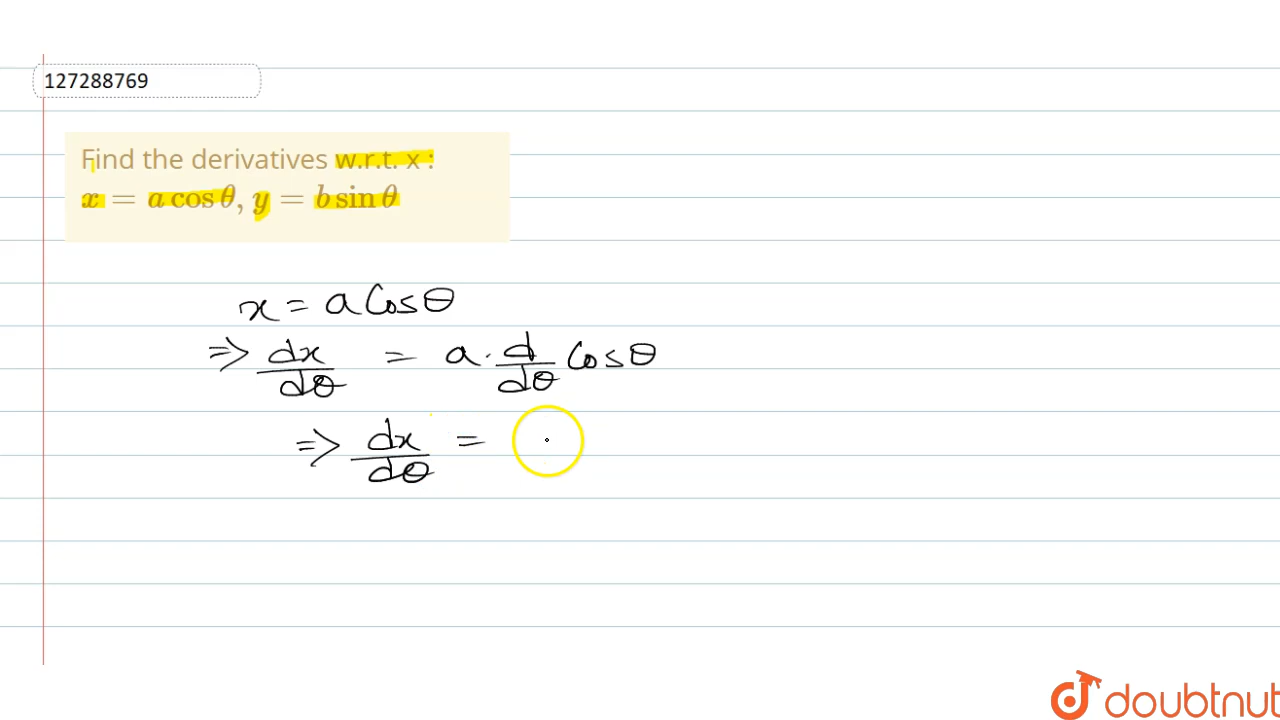 127288769
Find the derivatives w.r.t. x :
x = a cos θ, y = b sin θ
x = a Cos θ
⇒ dx/dθ = a · d/dθ Cos θ
⇒ dx/dθ =
doubtnut